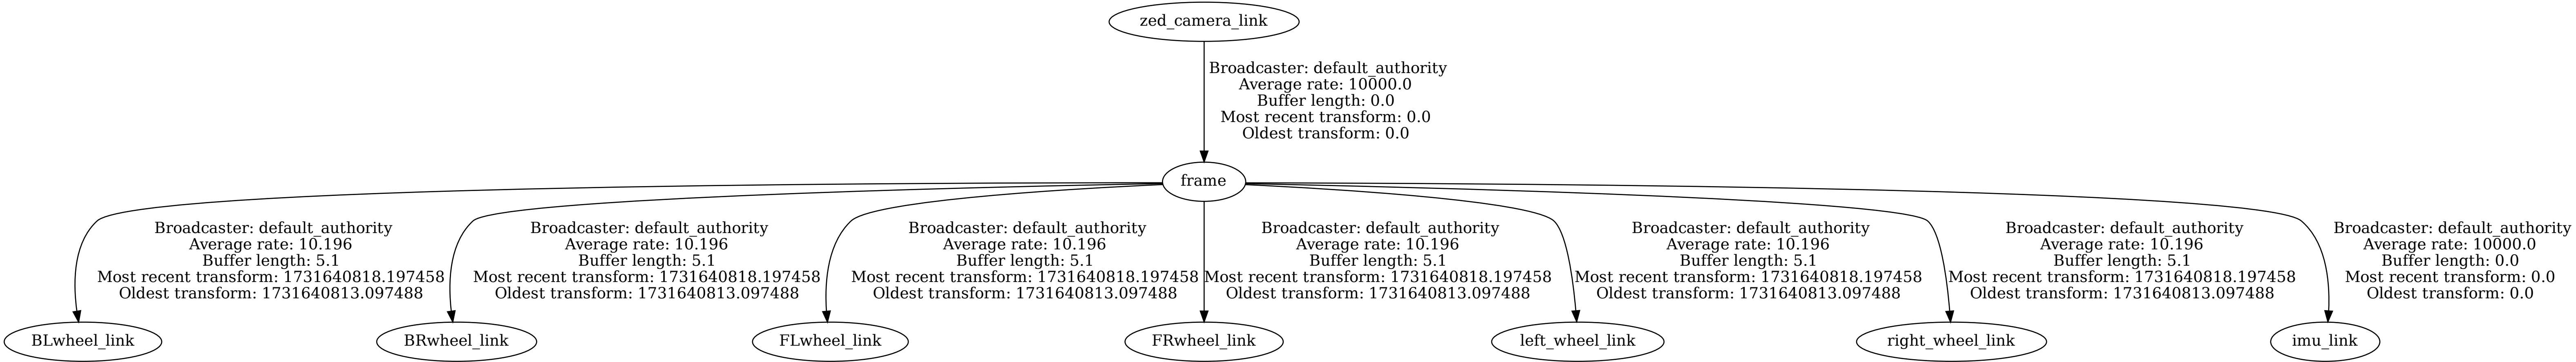 zed_camera_link
Broadcaster: default_authority
Average rate: 10000.0
Buffer length: 0.0
Most recent transform: 0.0
Oldest transform: 0.0
frame
Broadcaster: default_authority
Average rate: 10.196
Buffer length: 5.1
Most recent transform: 1731640818.197458
Oldest transform: 1731640813.097488
Broadcaster: default_authority
Average rate: 10.196
Buffer length: 5.1
Most recent transform: 1731640818.197458
Oldest transform: 1731640813.097488
Broadcaster: default_authority
Average rate: 10.196
Buffer length: 5.1
Most recent transform: 1731640818.197458
Oldest transform: 1731640813.097488
Broadcaster: default_authority
Average rate: 10.196
Buffer length: 5.1
Most recent transform: 1731640818.197458
Oldest transform: 1731640813.097488
Broadcaster: default_authority
Average rate: 10.196
Buffer length: 5.1
Most recent transform: 1731640818.197458
Oldest transform: 1731640813.097488
Broadcaster: default_authority
Average rate: 10.196
Buffer length: 5.1
Most recent transform: 1731640818.197458
Oldest transform: 1731640813.097488
Broadcaster: default_authority
Average rate: 10000.0
Buffer length: 0.0
Most recent transform: 0.0
Oldest transform: 0.0
BLwheel_link
BRwheel_link
FLwheel_link
FRwheel_link
left_wheel_link
right_wheel_link
imu_link